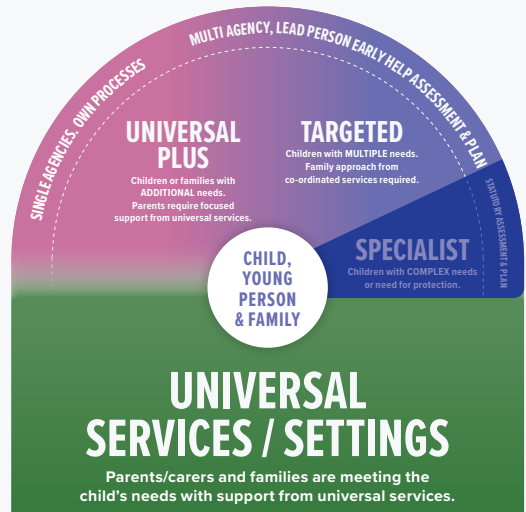 SINGLE AGENCIES. OWN PROCESSES
MULTI AGENCY, LEAD PERSON EARLY HELP ASSESSMENT & PLAN
STATUTORY ASSESSMENT & PLAN
UNIVERSAL
PLUS
Children or families with
ADDITIONAL needs.
Parents require focused
support from universal services.
TARGETED
Children with MULTIPLE needs.
Family approach from
co-ordinated services required.
SPECIALIST
Children with COMPLEX needs
or need for protection.
CHILD,
YOUNG
PERSON
& FAMILY
UNIVERSAL
SERVICES / SETTINGS
Parents/carers and families are meeting the
child's needs with support from universal services.